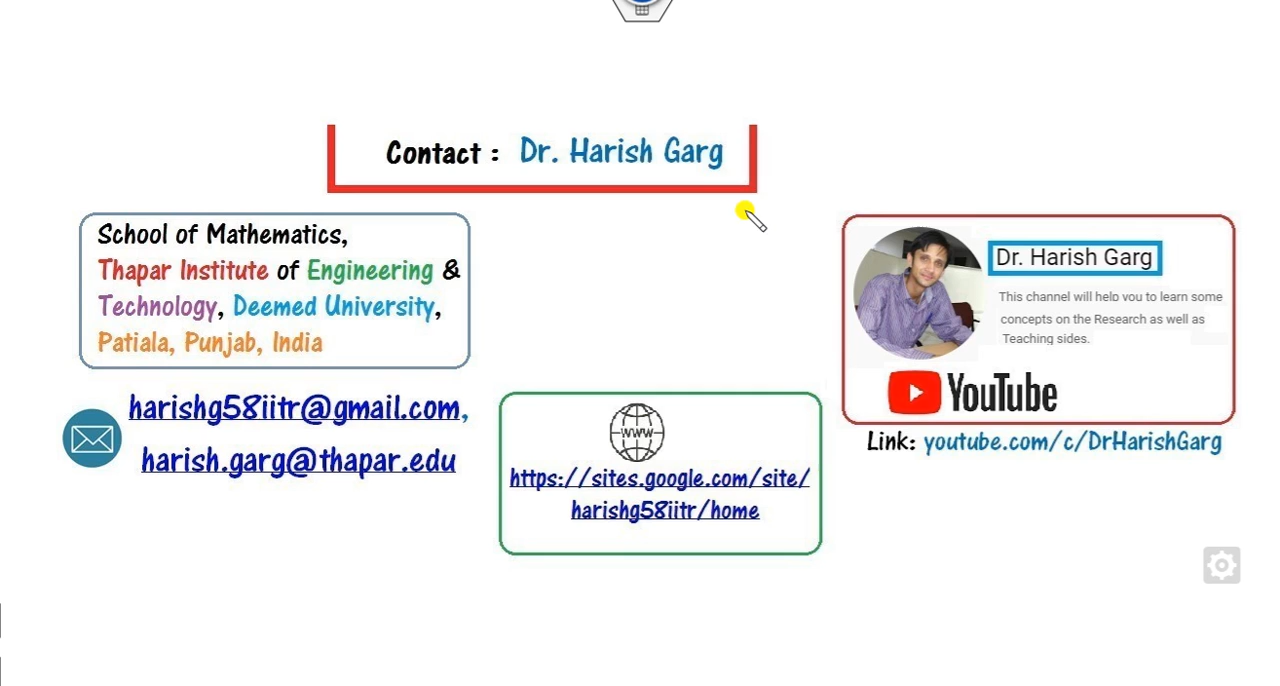 Contact : Dr. Harish Garg
School of Mathematics,
Thapar Institute of Engineering &
Technology, Deemed University,
Patiala, Punjab, India
harishg58iitr@gmail.com,
harish.garg@thapar.edu
www
https://sites.google.com/site/
harishg58iitr/home
Dr. Harish Garg
This channel will help you to learn some
concepts on the Research as well as
Teaching sides.
YouTube
Link: youtube.com/c/DrHarishGarg